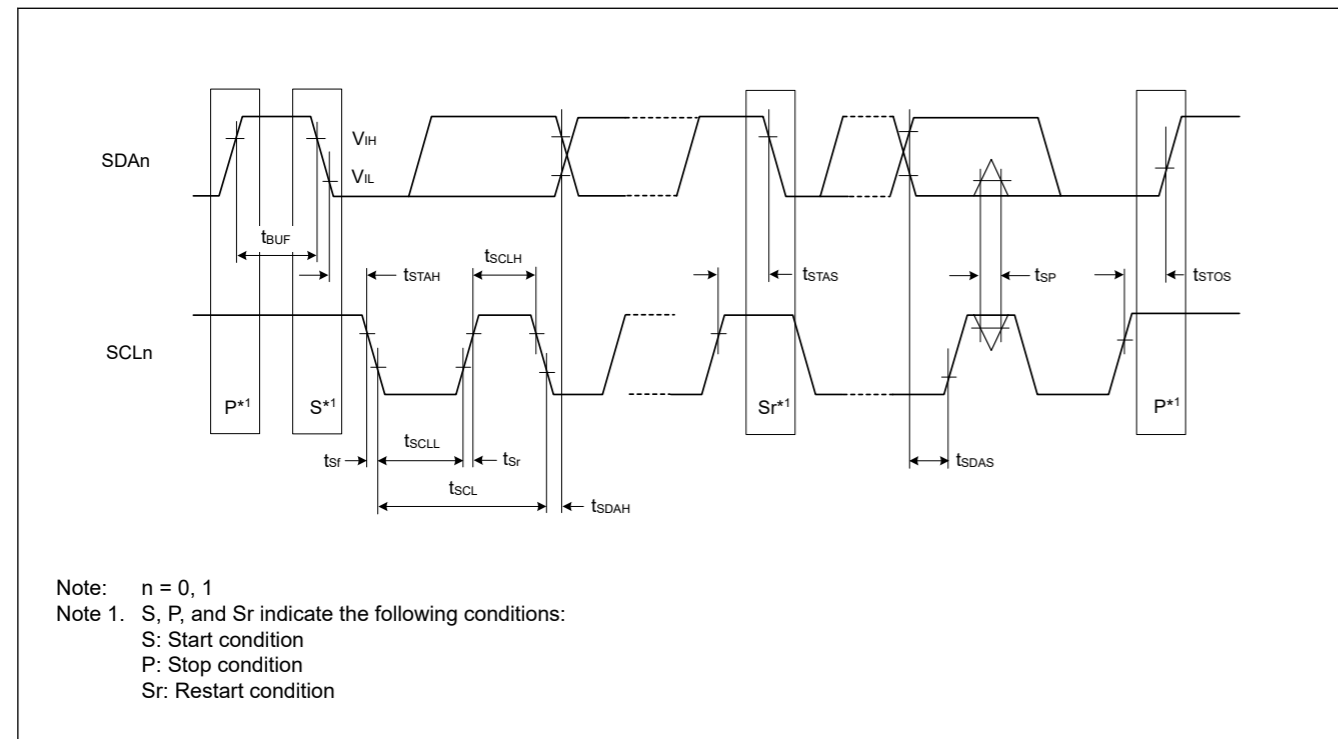 SDAn
VIH
VIL
tBUF
tSTAH
tSCLH
tSTAS
tSP
tSTOS
SCLn
P*1
S*1
Sr*1
P*1
tSf
tSCLL
tSr
tSCL
tSDAH
tSDAS
Note: n = 0, 1
Note 1. S, P, and Sr indicate the following conditions:
S: Start condition
P: Stop condition
Sr: Restart condition